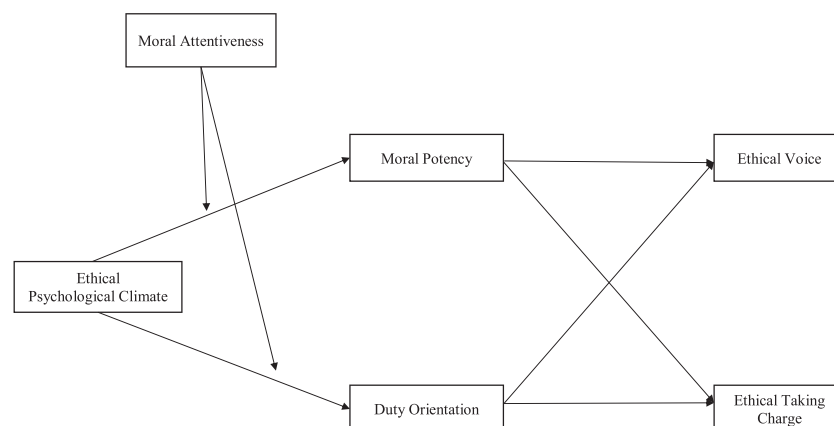 Moral Attentiveness
Moral Potency
Ethical Voice
Ethical
Psychological Climate
Duty Orientation
Ethical Taking
Charge